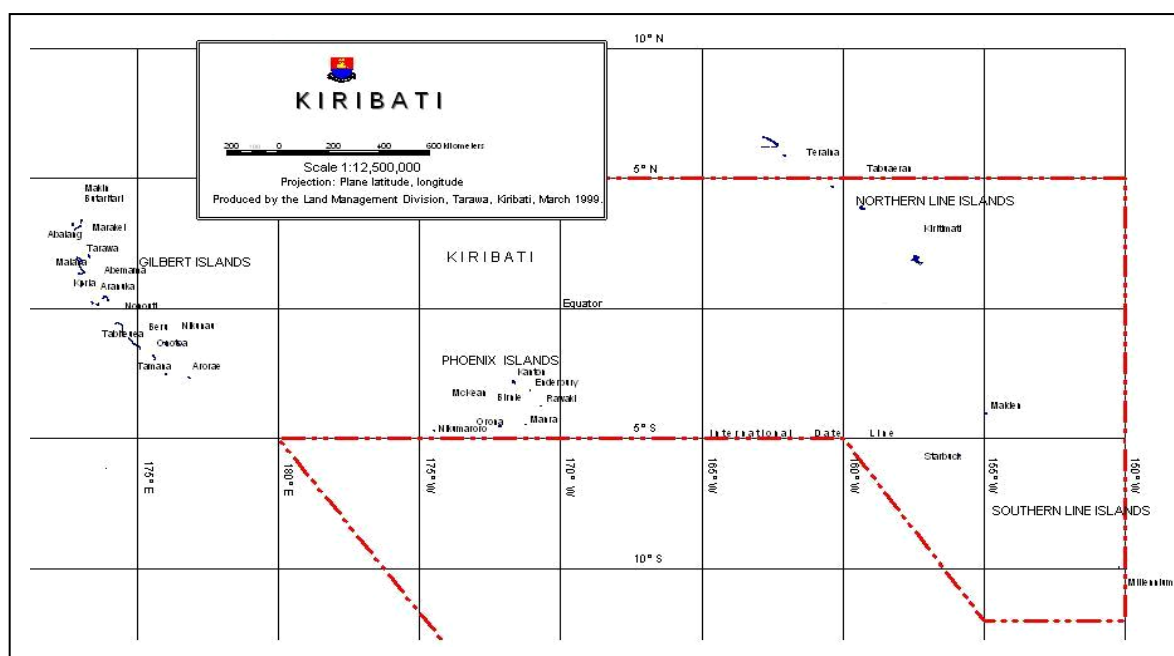 10° N
KIRIBATI
200 100 0 200 400 600 kilometers
Scale 1:12,500,000
Projection: Plane latitude, longitude
Produced by the Land Management Division, Tarawa, Kiribati, March 1999.
Teraina
5° N
Tabuaeran
Makin
Butaritari
NORTHERN LINE ISLANDS
Marakei
Abaiang
Kiritimati
Tarawa
KIRIBATI
Maiana
GILBERT ISLANDS
Abemama
Kuria
Aranuka
Nonouti
Equator
Beru
Nikunau
Onotoa
PHOENIX ISLANDS
Tamana
Arorae
Kanton
Enderbury
McKean
Birnie
Rawaki
Malden
Orona
Manra
Nikumaroro
5° S
International Date Line
Starbuck
175° E
180° E
175° W
170° W
165° W
160° W
155° W
150° W
SOUTHERN LINE ISLANDS
10° S
Millennium